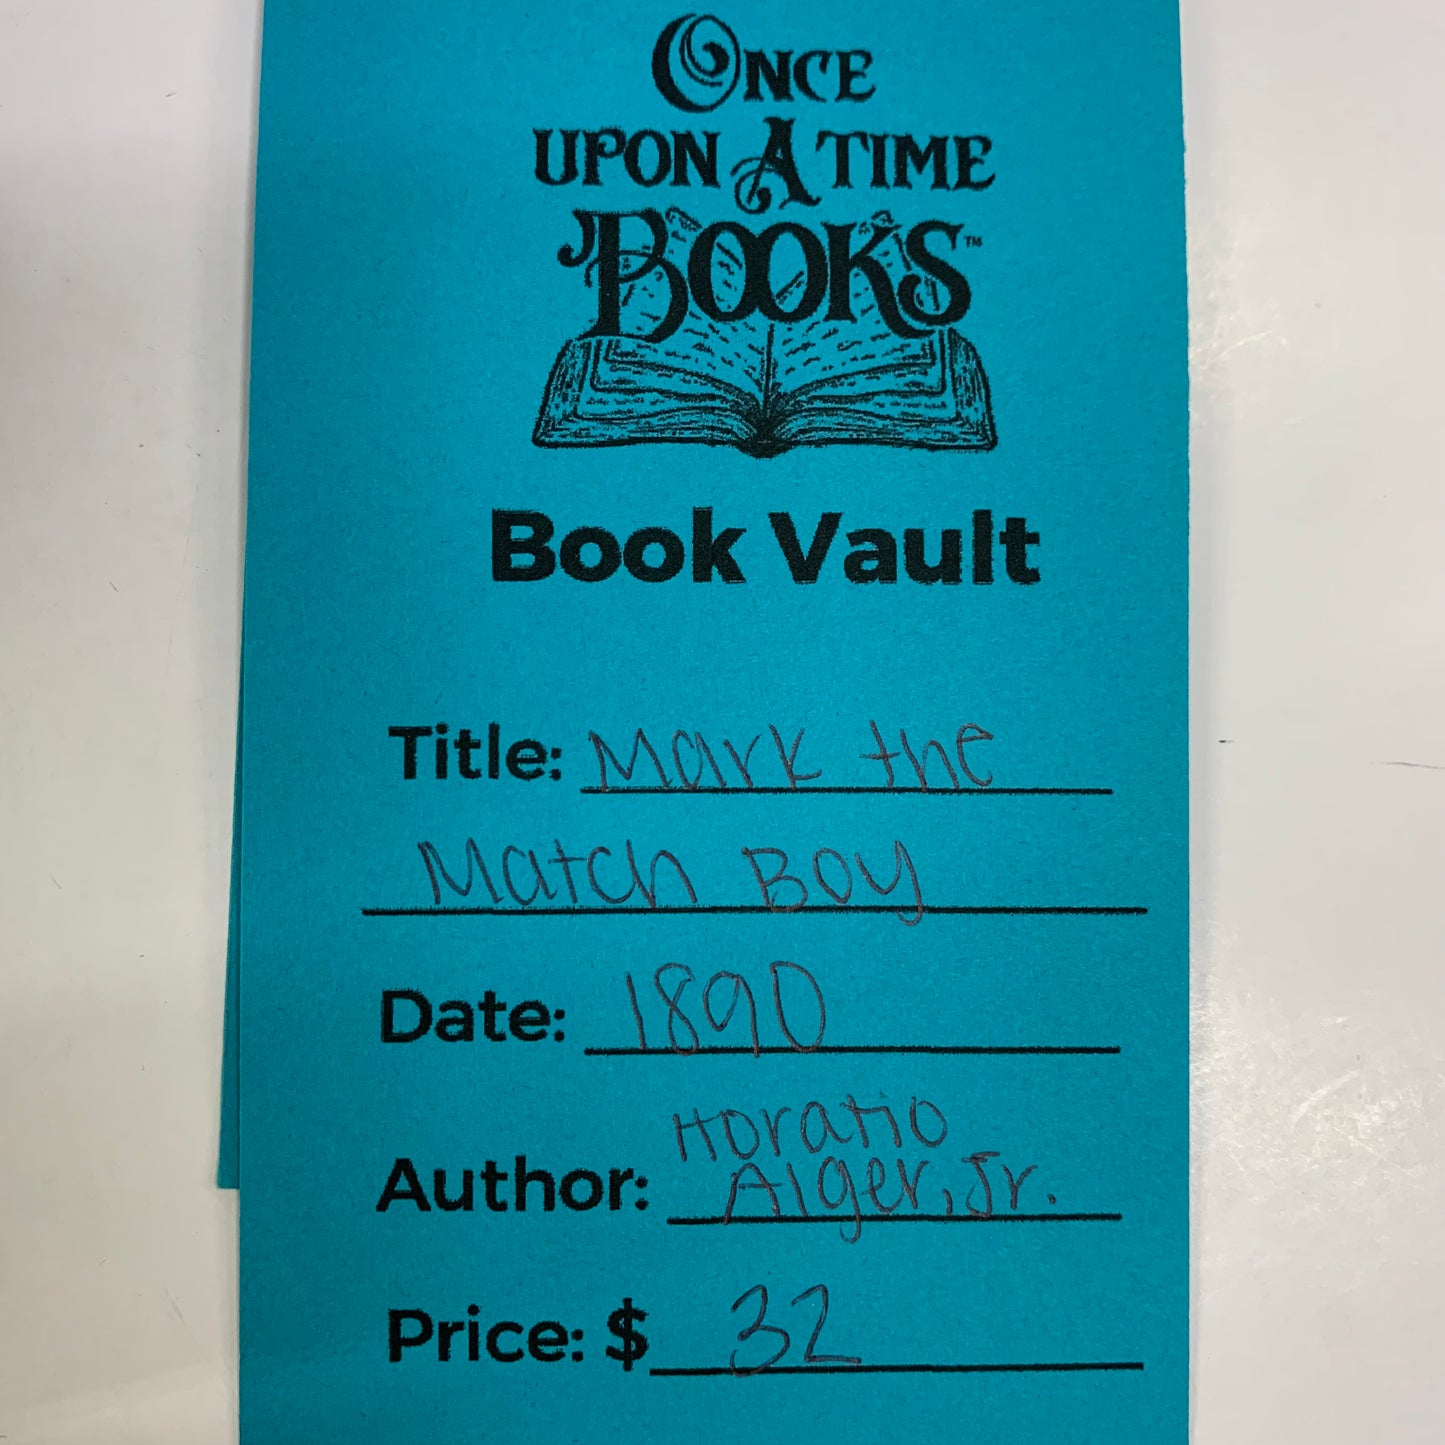 ONCE
UPON A TIME
BOOKS™
Book Vault
Title: Mark the
Match Boy
Date: 1890
Horatio
Author: Alger, Jr.
Price: $ 32